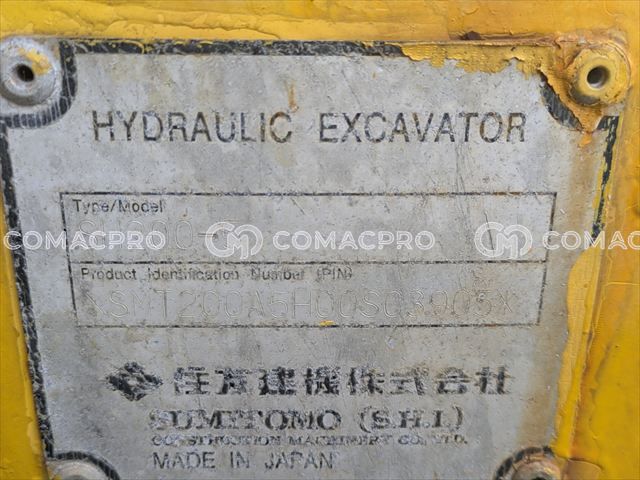 HYDRAULIC EXCAVATOR
Type/Model
COMACPRO COMACPRO COMACPRO
Product Identification Number (PIN)
住友建機株式会社
SUMITOMO (S.H.I.)
CONSTRUCTION MACHINERY CO., LTD.
MADE IN JAPAN